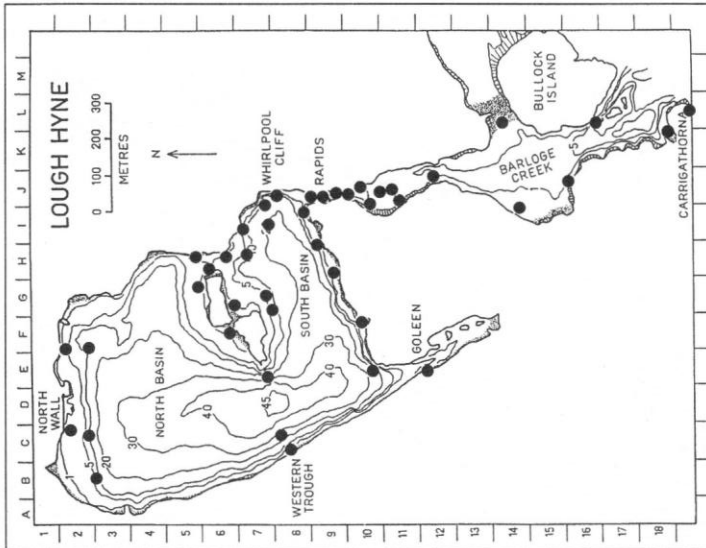 LOUGH HYNE
0 100 200 300
METRES
N
A B C D E F G H I J K L M
1
2
3
4
5
6
7
8
9
10
11
12
13
14
15
16
17
18
NORTH
WALL
1
5
20
NORTH BASIN
30
40
45
WESTERN
TROUGH
SOUTH BASIN
5
10
30
40
GOLEEN
WHIRLPOOL
CLIFF
RAPIDS
BARLOGE
CREEK
5
BULLOCK
ISLAND
CARRIGATHORNA